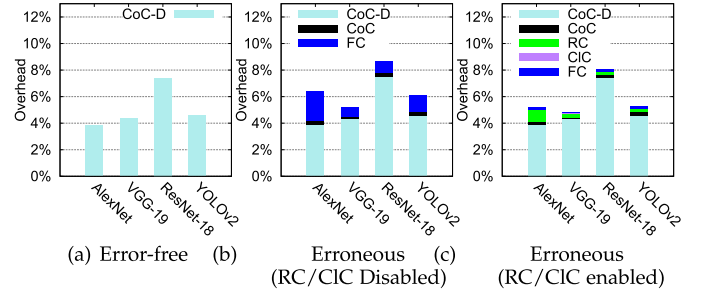 CoC-D
12%
10%
8%
6%
4%
2%
0%
Overhead
AlexNet
VGG-19
ResNet-18
YOLOv2
(a) Error-free
CoC-D
CoC
FC
12%
10%
8%
6%
4%
2%
0%
Overhead
AlexNet
VGG-19
ResNet-18
YOLOv2
(b) Erroneous
(RC/ClC Disabled)
CoC-D
CoC
RC
ClC
FC
12%
10%
8%
6%
4%
2%
0%
Overhead
AlexNet
VGG-19
ResNet-18
YOLOv2
(c) Erroneous
(RC/ClC enabled)